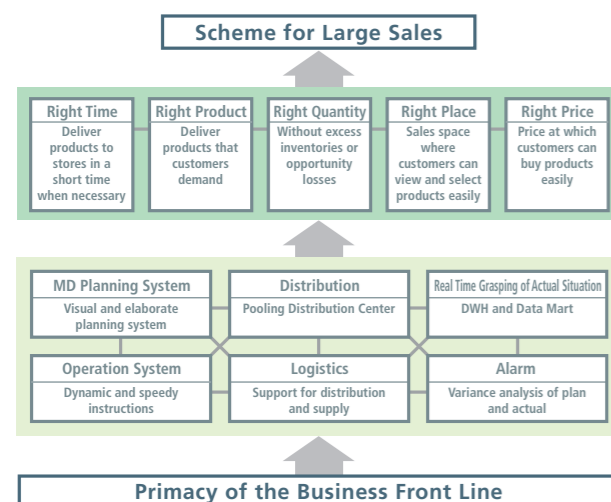 Scheme for Large Sales
Right Time
Deliver
products to
stores in a
short time
when necessary
Right Product
Deliver
products that
customers
demand
Right Quantity
Without excess
inventories or
opportunity
losses
Right Place
Sales space
where
customers can
view and select
products easily
Right Price
Price at which
customers can
buy products
easily
MD Planning System
Visual and elaborate
planning system
Distribution
Pooling Distribution Center
Real Time Grasping of Actual Situation
DWH and Data Mart
Operation System
Dynamic and speedy
instructions
Logistics
Support for distribution
and supply
Alarm
Variance analysis of plan
and actual
Primacy of the Business Front Line